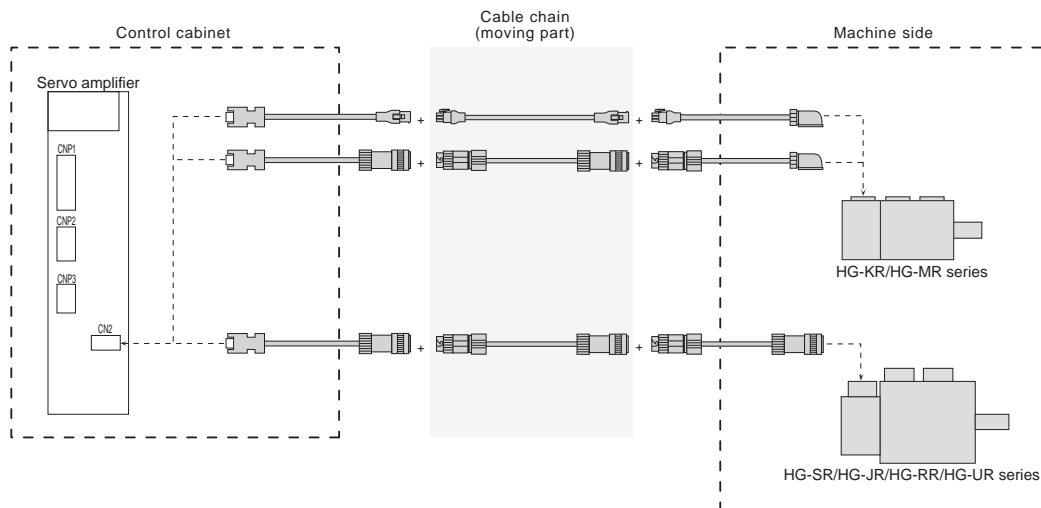 Control cabinet
Cable chain
(moving part)
Machine side
Servo amplifier
CNP1
CNP2
CNP3
CN2
+ +
+ +
HG-KR/HG-MR series
+ +
HG-SR/HG-JR/HG-RR/HG-UR series